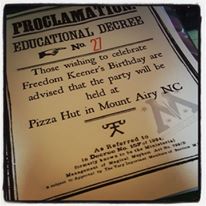 PROCLAMATION
EDUCATIONAL DECREE
No. 27
Those wishing to celebrate
Freedom Keener's Birthday are
advised that the party will be
held at
Pizza Hut in Mount Airy NC
M
As Referred to
in Decree No.